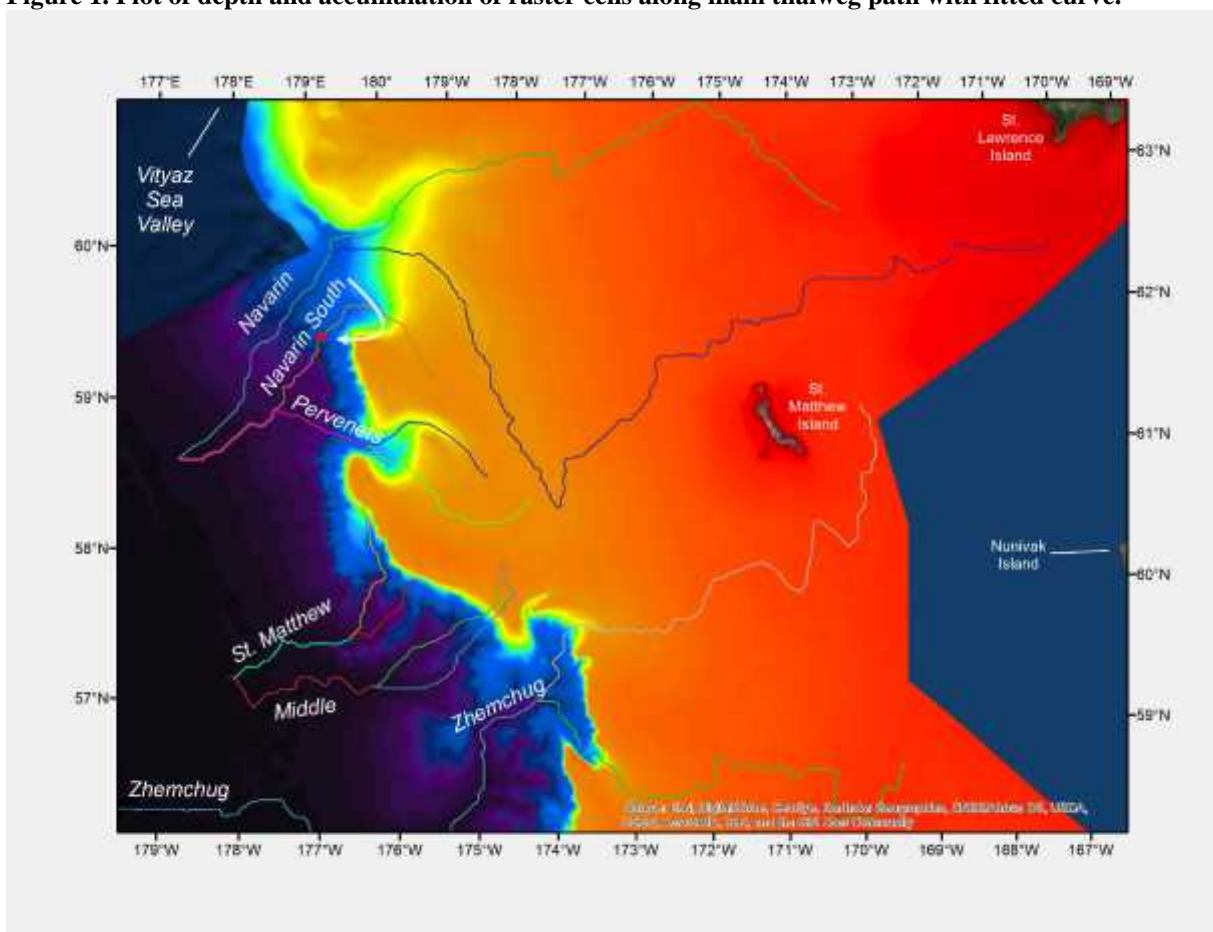 Figure 1. Plot of depth and accumulation of raster cells along main thalweg path with fitted curve.
177°E 178°E 179°E 180° 179°W 178°W 177°W 176°W 175°W 174°W 173°W 172°W 171°W 170°W 169°W
St.
Lawrence
Island
63°N
Vityaz
Sea
Valley
60°N
Navarin
62°N
Navarin South
59°N
Pervenets
St.
Matthew
Island
61°N
58°N
Nunivak
Island
60°N
St. Matthew
57°N
Middle
Zhemchug
59°N
Zhemchug
179°W 178°W 177°W 176°W 175°W 174°W 173°W 172°W 171°W 170°W 169°W 168°W 167°W